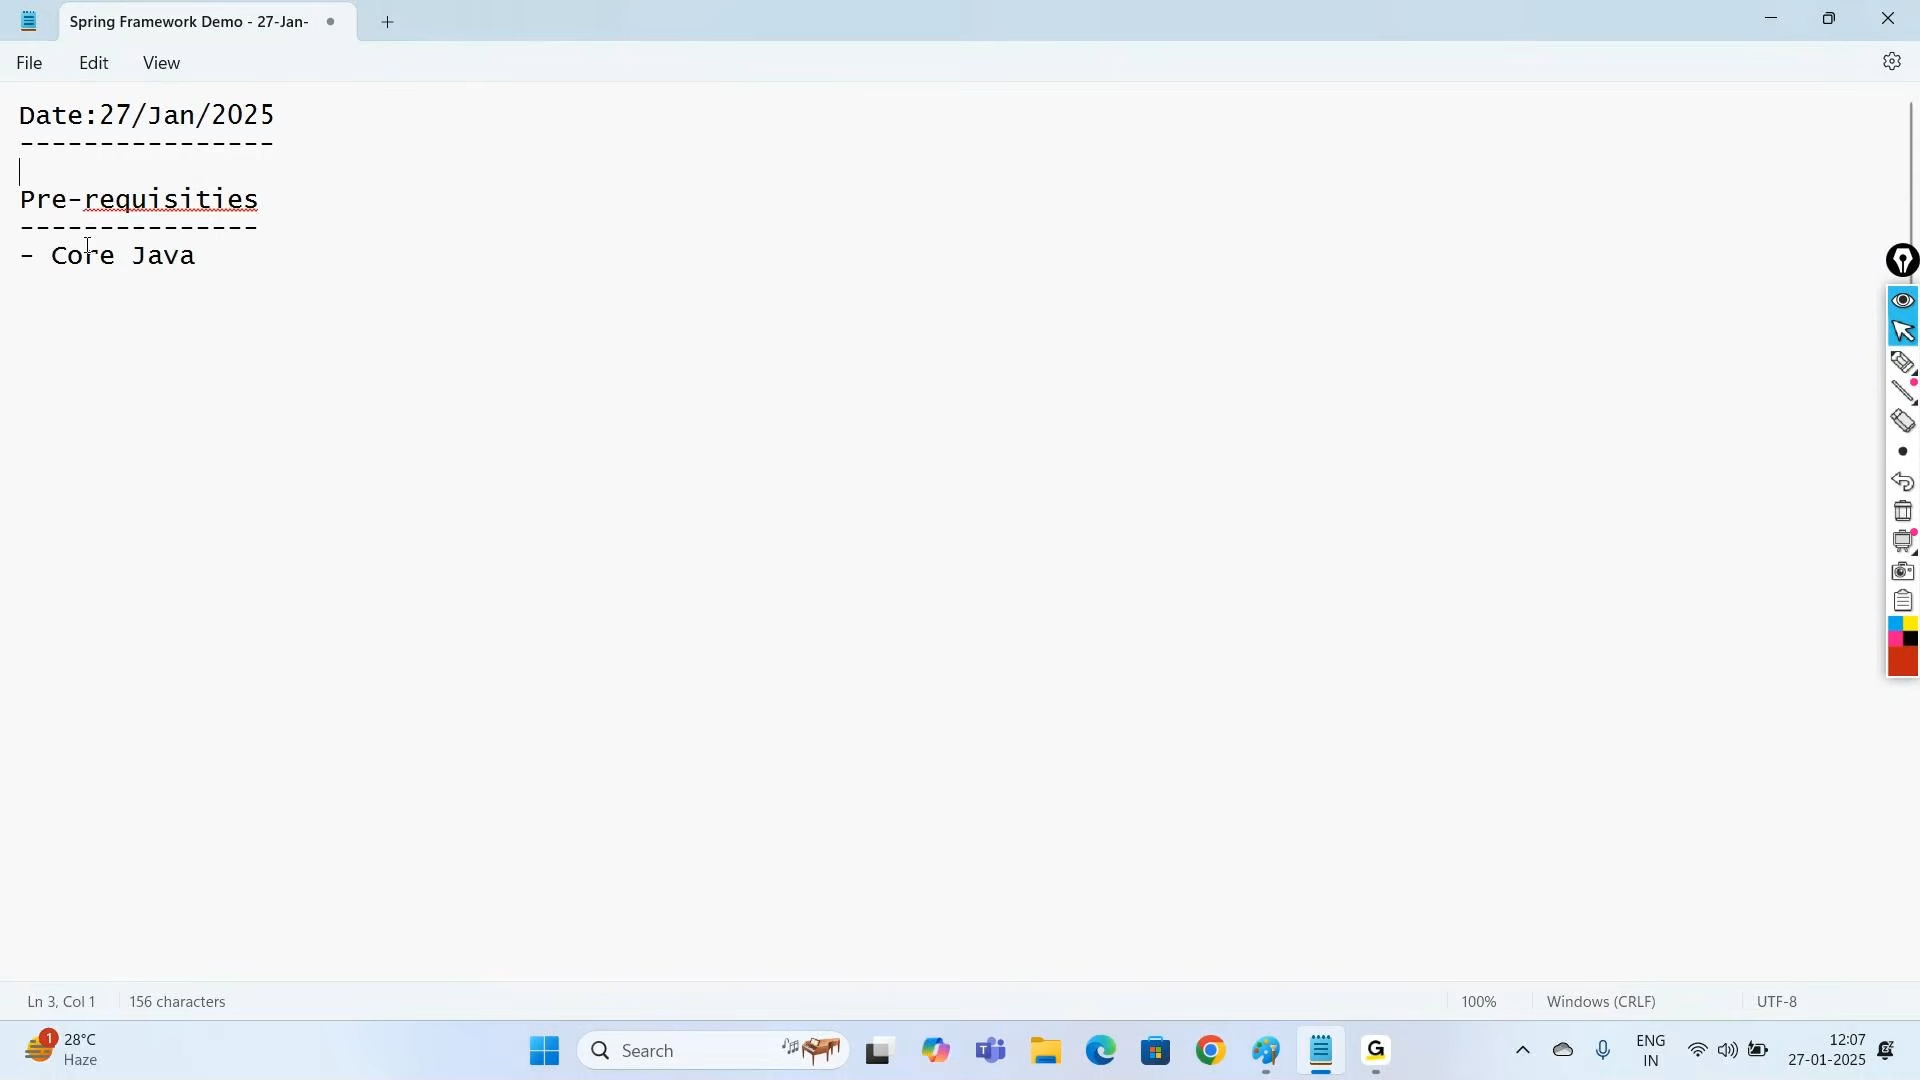 Spring Framework Demo - 27-Jan-
File Edit View
Date:27/Jan/2025
----------------
Pre-requisities
---------------
- Core Java
Ln 3, Col 1 156 characters 100% Windows (CRLF) UTF-8
1 28°C
Haze
Search
G
ENG
IN
12:07
27-01-2025